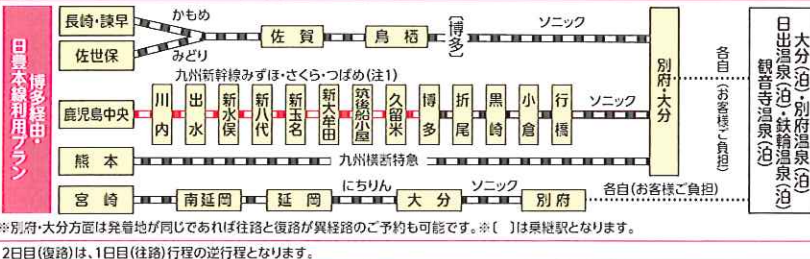 博多経由・
日豊本線利用プラン
長崎・諫早
かもめ
佐世保
みどり
佐賀
鳥栖
〔博多〕
ソニック
九州新幹線みずほ・さくら・つばめ(注1)
鹿児島中央
川内
出水
新水俣
新八代
新玉名
新大牟田
筑後船小屋
久留米
博多
折尾
黒崎
小倉
行橋
ソニック
熊本
九州横断特急
別府・大分
各自(お客様ご負担)
宮崎
南延岡
延岡
にちりん
大分
ソニック
別府
各自(お客様ご負担)
大分(泊)・別府温泉(泊)
日出温泉(泊)・鉄輪温泉(泊)
観音寺温泉(泊)
※別府・大分方面は発着地が同じであれば往路と復路が異経路のご予約も可能です。※〔 〕は乗継駅となります。
2日目(復路)は、1日目(往路)行程の逆行程となります。